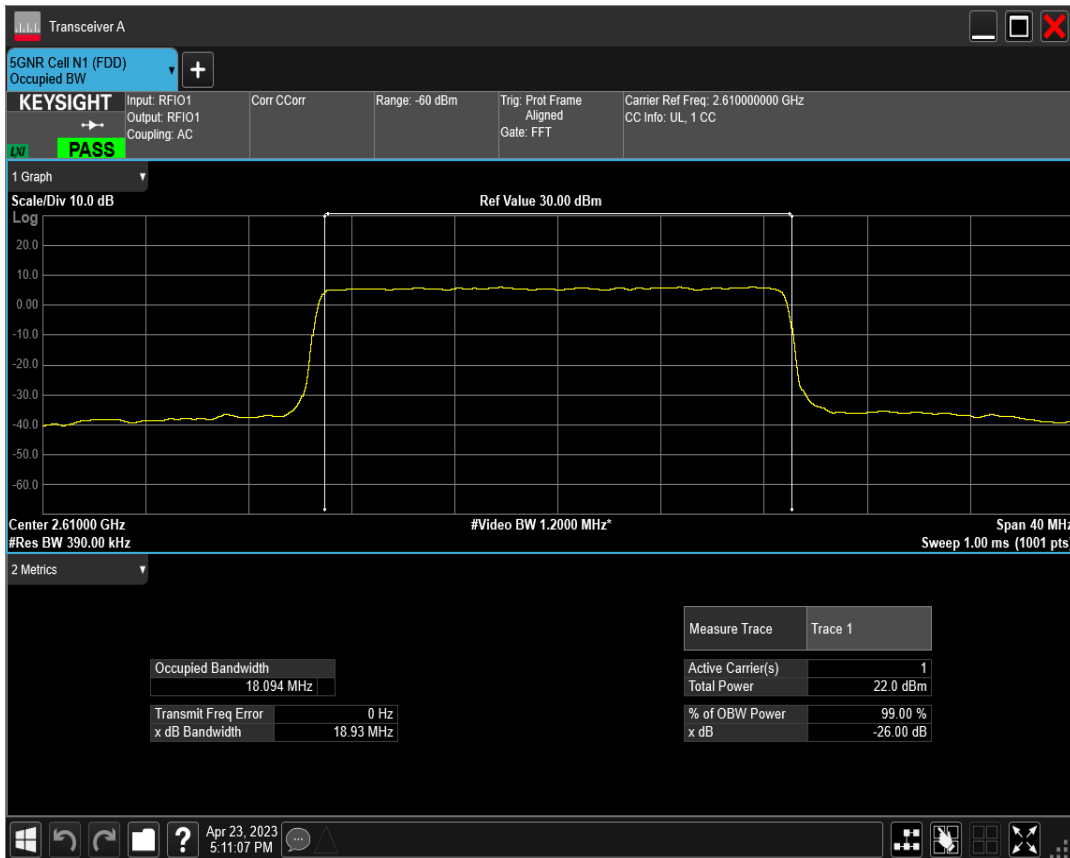 Transceiver A
5GNR Cell N1 (FDD)
Occupied BW
+
KEYSIGHT
LXI
PASS
Input: RFIO1
Output: RFIO1
Coupling: AC
Corr CCorr
Range: -60 dBm
Trig: Prot Frame
Aligned
Gate: FFT
Carrier Ref Freq: 2.610000000 GHz
CC Info: UL, 1 CC
1 Graph
Scale/Div 10.0 dB
Ref Value 30.00 dBm
Log
20.0
10.0
0.00
-10.0
-20.0
-30.0
-40.0
-50.0
-60.0
Center 2.61000 GHz
#Video BW 1.2000 MHz*
Span 40 MHz
#Res BW 390.00 kHz
Sweep 1.00 ms (1001 pts)
2 Metrics
Measure Trace Trace 1
Occupied Bandwidth
18.094 MHz
Active Carrier(s) 1
Total Power 22.0 dBm
Transmit Freq Error 0 Hz
x dB Bandwidth 18.93 MHz
% of OBW Power 99.00 %
x dB -26.00 dB
?
Apr 23, 2023
5:11:07 PM